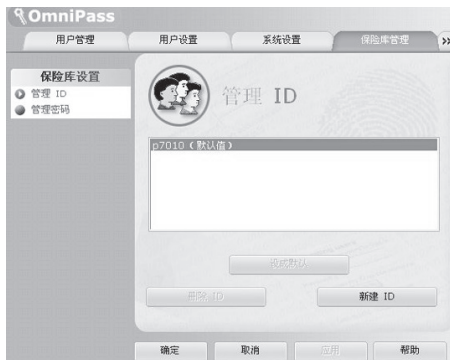 OmniPass
用户管理 用户设置 系统设置 保险库管理 >>
保险库设置
管理 ID
管理密码
管理 ID
p7010（默认值）
设成默认
删除 ID 新建 ID
确定 取消 应用 帮助